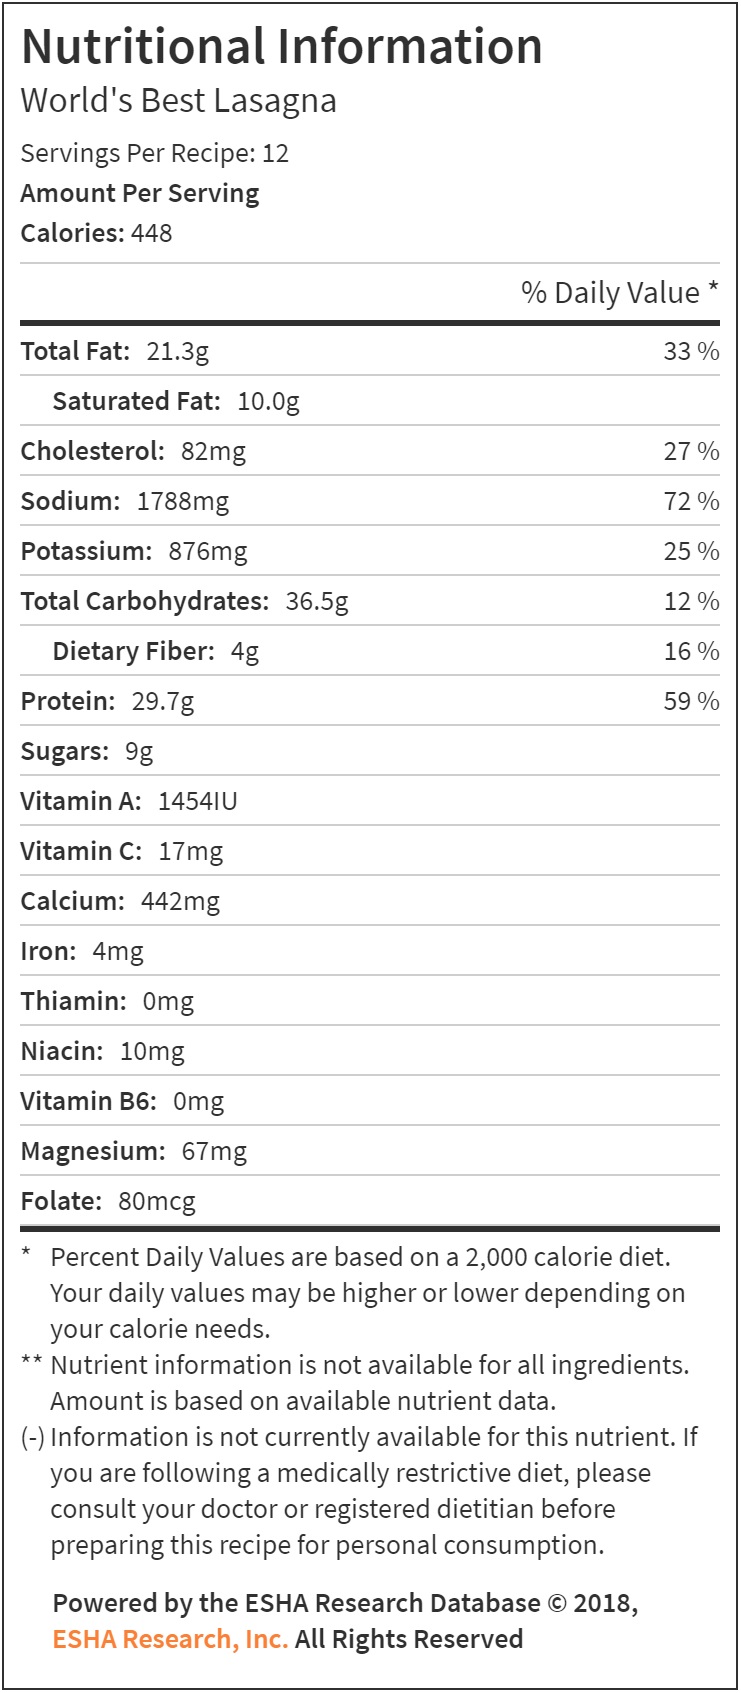 Nutritional Information
World's Best Lasagna
Servings Per Recipe: 12
Amount Per Serving
Calories: 448
% Daily Value *
Total Fat: 21.3g 33 %
Saturated Fat: 10.0g
Cholesterol: 82mg 27 %
Sodium: 1788mg 72 %
Potassium: 876mg 25 %
Total Carbohydrates: 36.5g 12 %
Dietary Fiber: 4g 16 %
Protein: 29.7g 59 %
Sugars: 9g
Vitamin A: 1454IU
Vitamin C: 17mg
Calcium: 442mg
Iron: 4mg
Thiamin: 0mg
Niacin: 10mg
Vitamin B6: 0mg
Magnesium: 67mg
Folate: 80mcg
* Percent Daily Values are based on a 2,000 calorie diet.
Your daily values may be higher or lower depending on
your calorie needs.
** Nutrient information is not available for all ingredients.
Amount is based on available nutrient data.
(-) Information is not currently available for this nutrient. If
you are following a medically restrictive diet, please
consult your doctor or registered dietitian before
preparing this recipe for personal consumption.
Powered by the ESHA Research Database © 2018,
ESHA Research, Inc. All Rights Reserved